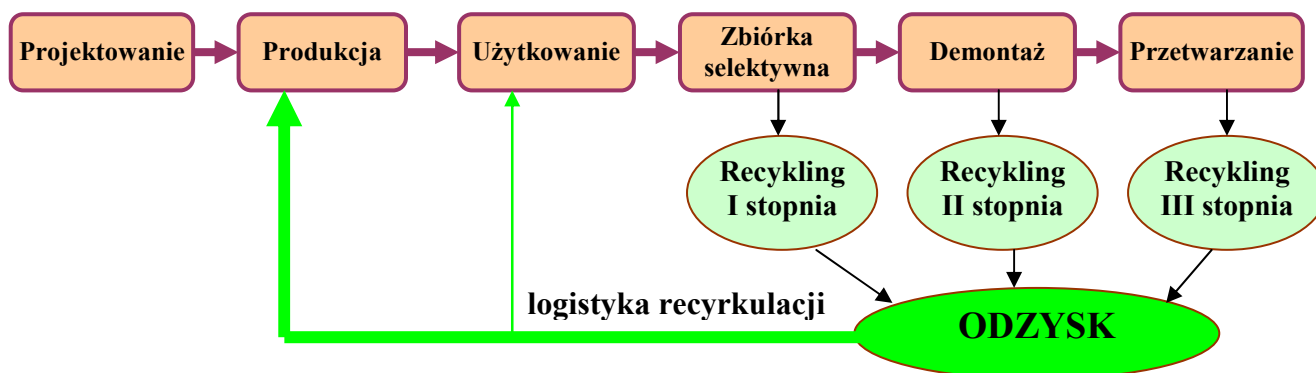 Projektowanie
Produkcja
Użytkowanie
Zbiórka
selektywna
Demontaż
Przetwarzanie
Recykling
I stopnia
Recykling
II stopnia
Recykling
III stopnia
logistyka recyrkulacji
ODZYSK